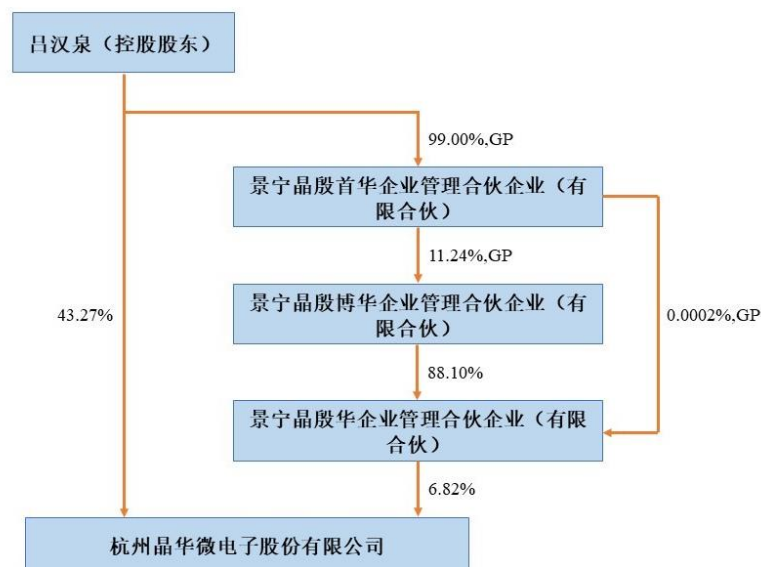 吕汉泉（控股股东）
99.00%,GP
景宁晶殷首华企业管理合伙企业（有
限合伙）
11.24%,GP
景宁晶殷博华企业管理合伙企业（有
限合伙）
43.27%
0.0002%,GP
88.10%
景宁晶殷华企业管理合伙企业（有限
合伙）
6.82%
杭州晶华微电子股份有限公司